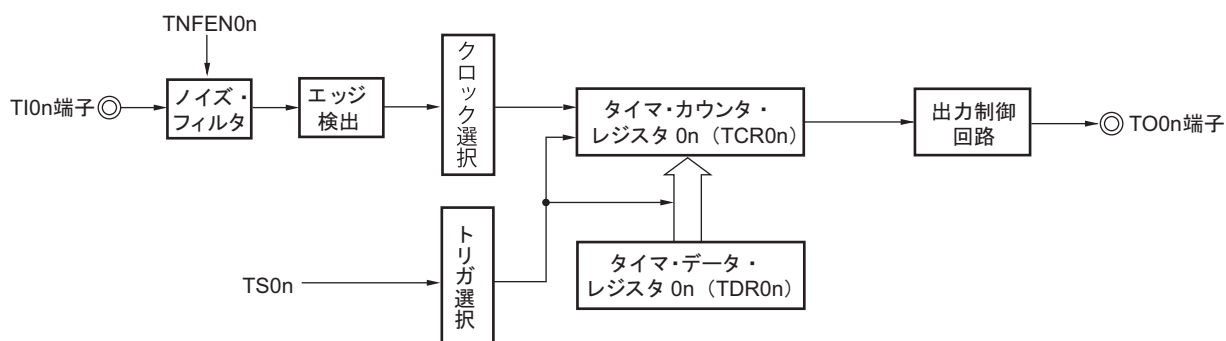 TNFEN0n
TI0n端子
ノイズ・
フィルタ
エッジ
検出
クロック選択
タイマ・カウンタ・
レジスタ 0n（TCR0n）
出力制御
回路
TO0n端子
TS0n
トリガ選択
タイマ・データ・
レジスタ 0n（TDR0n）